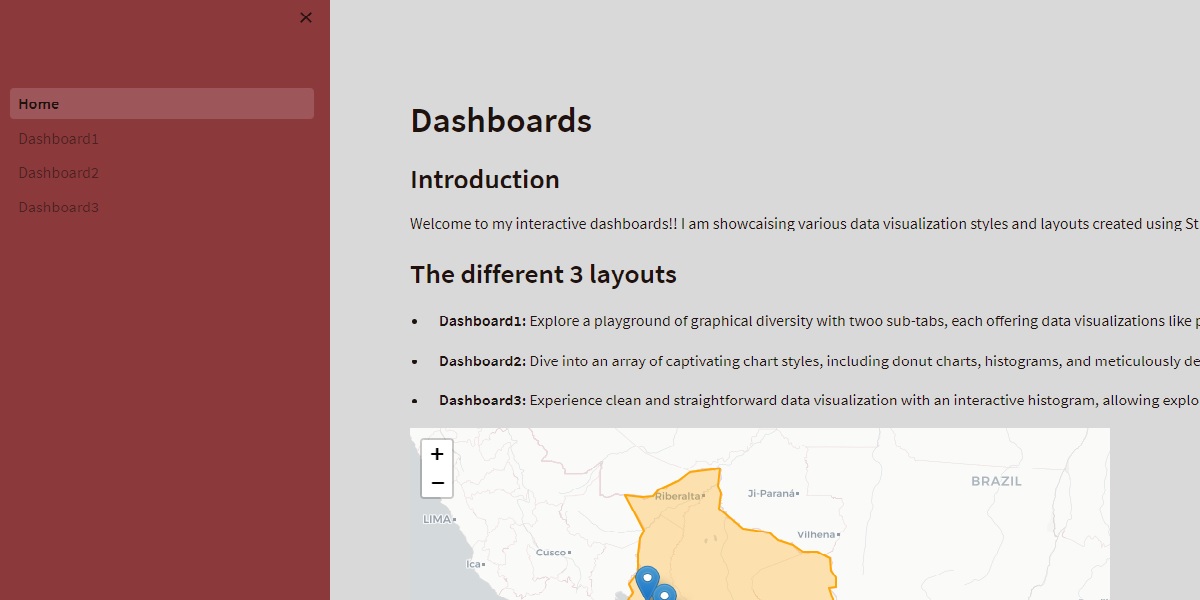 ×
Home
Dashboard1
Dashboard2
Dashboard3
Dashboards
Introduction
Welcome to my interactive dashboards!! I am showcaising various data visualization styles and layouts created using St
The different 3 layouts
• Dashboard1: Explore a playground of graphical diversity with twoo sub-tabs, each offering data visualizations like p
• Dashboard2: Dive into an array of captivating chart styles, including donut charts, histograms, and meticulously de
• Dashboard3: Experience clean and straightforward data visualization with an interactive histogram, allowing explo
+
−
BRAZIL
Riberalta
Ji-Paraná
LIMA
Vilhena
Cusco
Ica